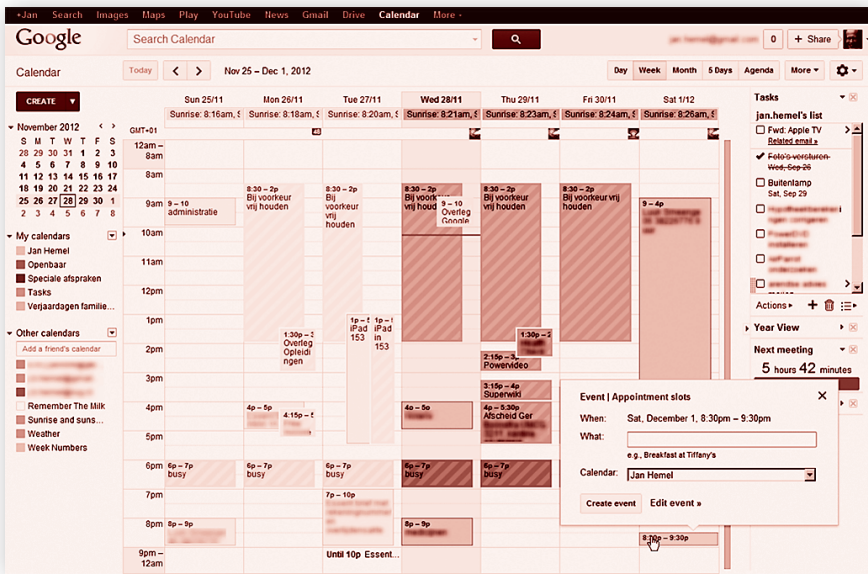 +Jan Search Images Maps Play YouTube News Gmail Drive Calendar More
Google
Search Calendar
0
+ Share
Calendar
Today
Nov 25 – Dec 1, 2012
Day Week Month 5 Days Agenda
More
CREATE
November 2012
S M T W T F S
28 29 30 31 1 2 3
4 5 6 7 8 9 10
11 12 13 14 15 16 17
18 19 20 21 22 23 24
25 26 27 28 29 30 1
2 3 4 5 6 7 8
My calendars
Jan Hemel
Openbaar
Speciale afspraken
Tasks
Verjaardagen familie...
Other calendars
Add a friend's calendar
Remember The Milk
Sunrise and suns...
Weather
Week Numbers
Sun 25/11 Mon 26/11 Tue 27/11 Wed 28/11 Thu 29/11 Fri 30/11 Sat 1/12
Sunrise: 8:16am, S
Sunrise: 8:18am, S
Sunrise: 8:20am, S
Sunrise: 8:21am, S
Sunrise: 8:23am, S
Sunrise: 8:24am, S
Sunrise: 8:26am, S
GMT+01
48
12am –
8am
8am
9am
10am
11am
12pm
1pm
2pm
3pm
4pm
5pm
6pm
7pm
8pm
9pm –
12am
9 – 10
administratie
6p – 7p
busy
8p – 9p
8:30 – 2p
Bij voorkeur
vrij houden
1:30p – 3
Overleg
Opleidi
ngen
4p – 5p
4:15p – 5
6p – 7p
busy
8:30 – 2p
Bij voorkeur
vrij
houden
1p – 5
iPad
153
1p – 5
iPad
in
153
6p – 7p
busy
7p – 10p
Until 10p Essent...
8:30 – 2p
Bij voorkeur
vrij houd
9 – 10
Overleg
Google
4p – 5p
6p – 7p
busy
8p – 9p
8:30 – 2p
Bij voorkeur
vrij houden
1:30p – 2
2:15p – 3
Powervideo
3:15p – 4p
Superwiki
4p – 5:30p
Afscheid Ger
6p – 7p
busy
8:30 – 2p
Bij voorkeur
vrij houden
9 – 4p
8:30p – 9:30p
Event | Appointment slots
When: Sat, December 1, 8:30pm – 9:30pm
What:
e.g., Breakfast at Tiffany's
Calendar: Jan Hemel
Create event Edit event »
Tasks
jan.hemel's list
Fwd: Apple TV
Related email »
Foto's versturen
Wed, Sep 26
Buitenlamp
Sat, Sep 29
Actions
Year View
Next meeting
5 hours 42 minutes